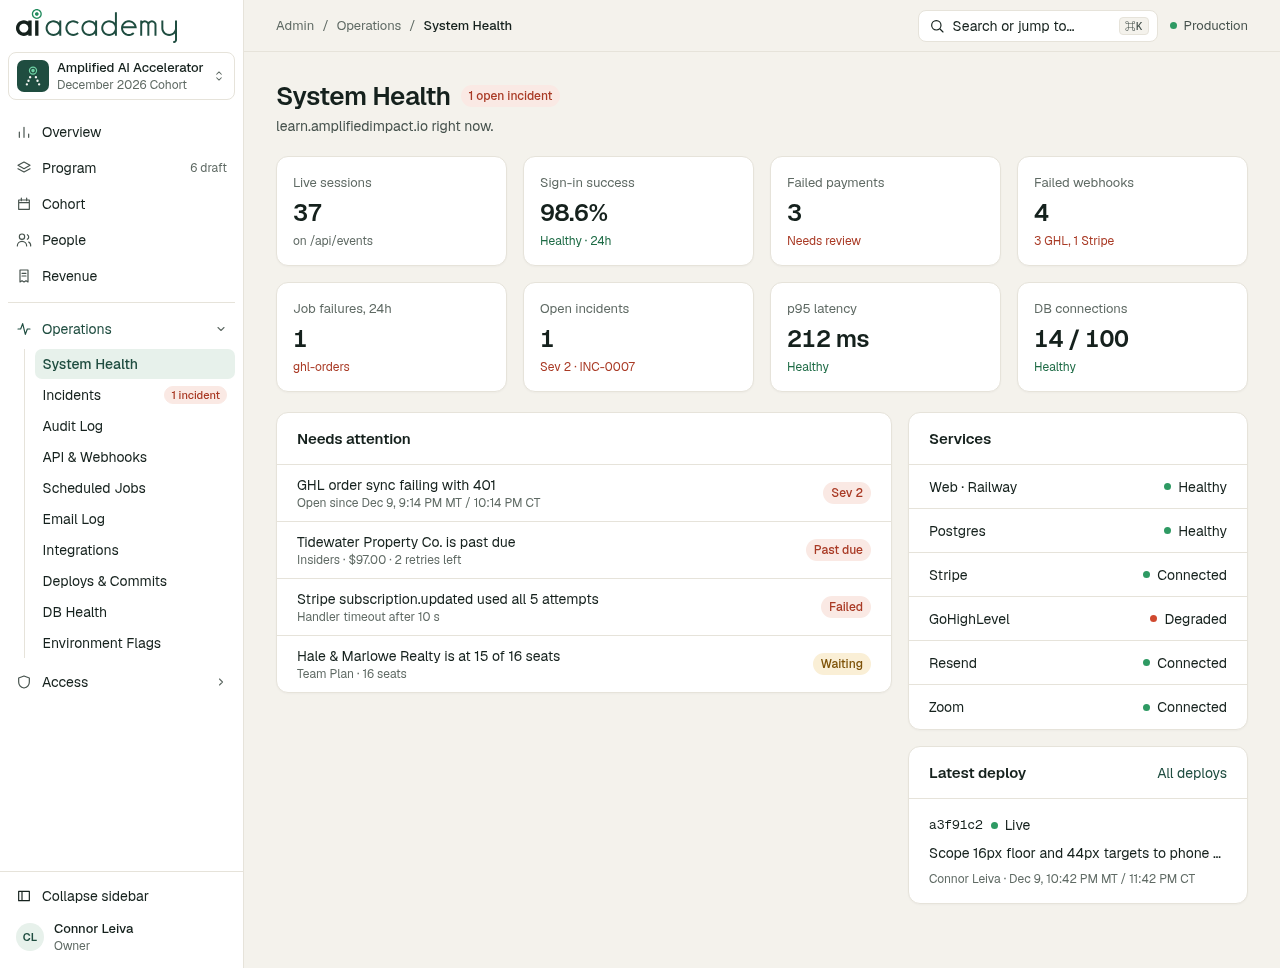 ai academy
Amplified AI Accelerator
December 2026 Cohort
Overview
Program 6 draft
Cohort
People
Revenue
Operations
System Health
Incidents 1 incident
Audit Log
API & Webhooks
Scheduled Jobs
Email Log
Integrations
Deploys & Commits
DB Health
Environment Flags
Access
Collapse sidebar
CL
Connor Leiva
Owner
Admin / Operations / System Health
Search or jump to... ⌘K
Production
System Health 1 open incident
learn.amplifiedimpact.io right now.
Live sessions
37
on /api/events
Sign-in success
98.6%
Healthy · 24h
Failed payments
3
Needs review
Failed webhooks
4
3 GHL, 1 Stripe
Job failures, 24h
1
ghl-orders
Open incidents
1
Sev 2 · INC-0007
p95 latency
212 ms
Healthy
DB connections
14 / 100
Healthy
Needs attention
GHL order sync failing with 401
Open since Dec 9, 9:14 PM MT / 10:14 PM CT
Sev 2
Tidewater Property Co. is past due
Insiders · $97.00 · 2 retries left
Past due
Stripe subscription.updated used all 5 attempts
Handler timeout after 10 s
Failed
Hale & Marlowe Realty is at 15 of 16 seats
Team Plan · 16 seats
Waiting
Services
Web · Railway Healthy
Postgres Healthy
Stripe Connected
GoHighLevel Degraded
Resend Connected
Zoom Connected
Latest deploy All deploys
a3f91c2 Live
Scope 16px floor and 44px targets to phone ...
Connor Leiva · Dec 9, 10:42 PM MT / 11:42 PM CT